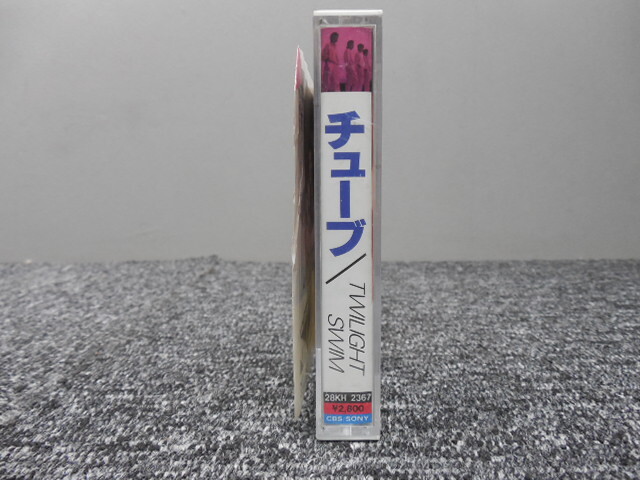 チューブ/
TWILIGHT
SWIM
28KH 2367
¥2,800
CBS/SONY